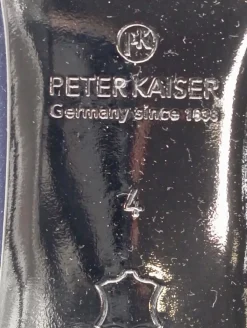 PK
PETER KAISER
Germany since 1838
4